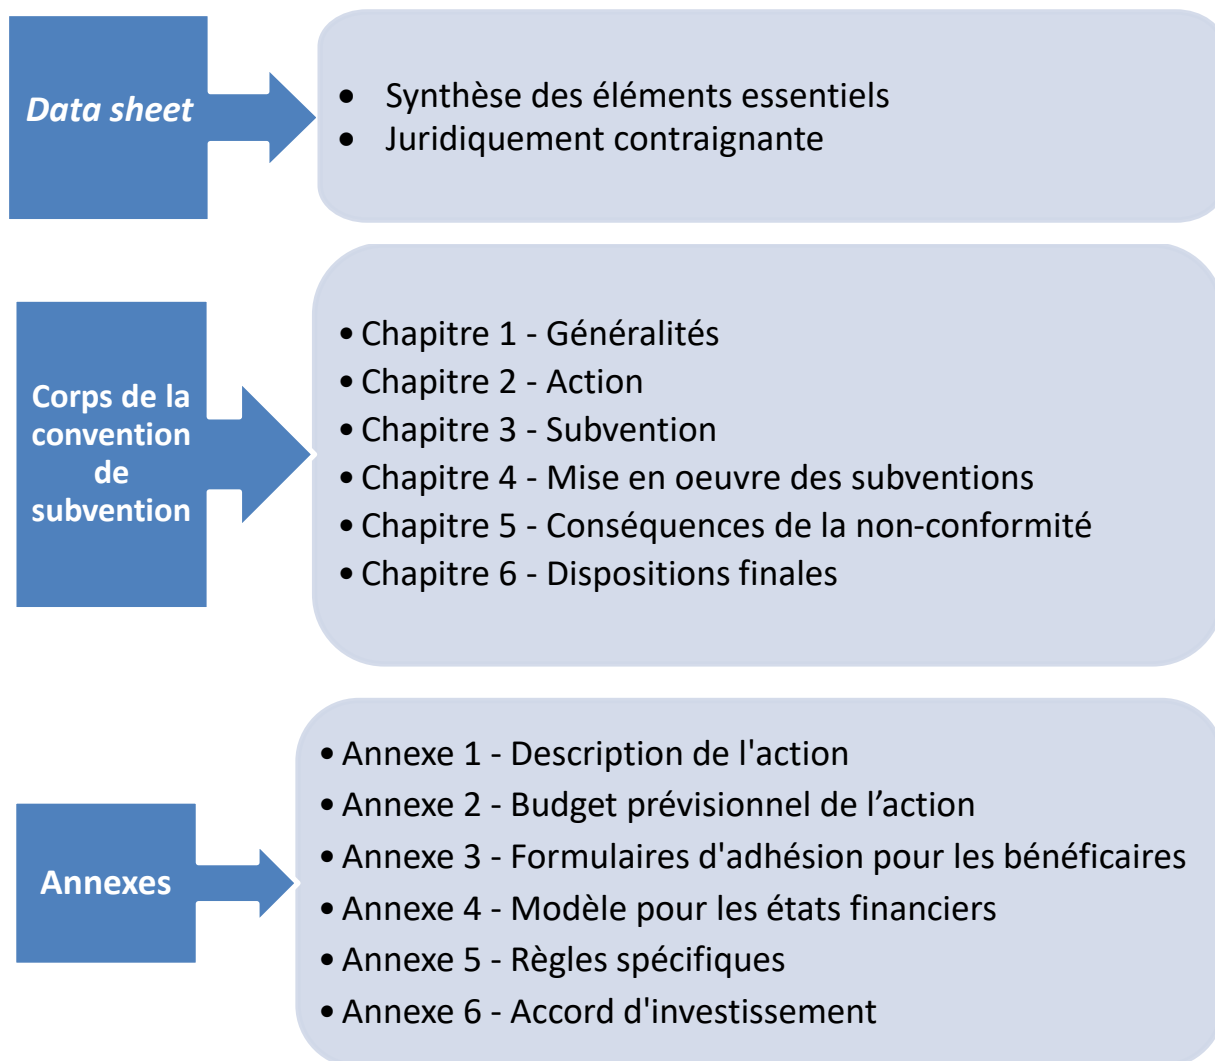 Data sheet
• Synthèse des éléments essentiels
• Juridiquement contraignante
Corps de la
convention
de
subvention
• Chapitre 1 - Généralités
• Chapitre 2 - Action
• Chapitre 3 - Subvention
• Chapitre 4 - Mise en oeuvre des subventions
• Chapitre 5 - Conséquences de la non-conformité
• Chapitre 6 - Dispositions finales
Annexes
• Annexe 1 - Description de l'action
• Annexe 2 - Budget prévisionnel de l’action
• Annexe 3 - Formulaires d'adhésion pour les bénéficaires
• Annexe 4 - Modèle pour les états financiers
• Annexe 5 - Règles spécifiques
• Annexe 6 - Accord d'investissement